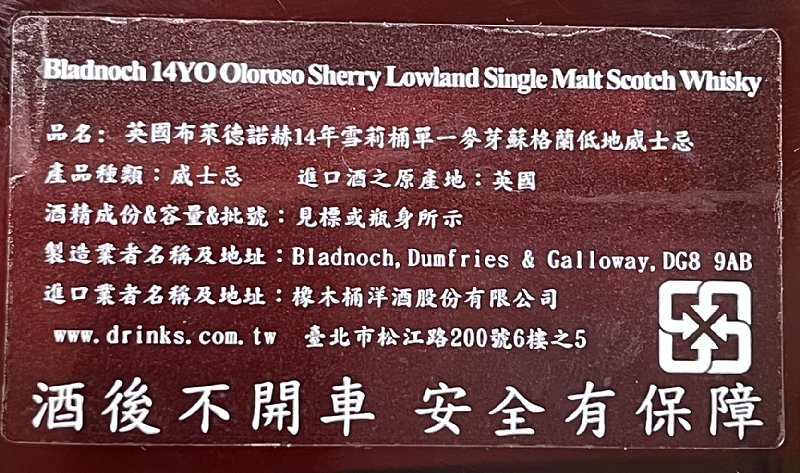 Bladnoch 14YO Oloroso Sherry Lowland Single Malt Scotch Whisky
品名: 英國布萊德諾赫14年雪莉桶單一麥芽蘇格蘭低地威士忌
產品種類：威士忌　　進口酒之原產地：英國
酒精成份&容量&批號：見標或瓶身所示
製造業者名稱及地址：Bladnoch, Dumfries & Galloway, DG8 9AB
進口業者名稱及地址：橡木桶洋酒股份有限公司
www.drinks.com.tw　臺北市松江路200號6樓之5
酒後不開車 安全有保障